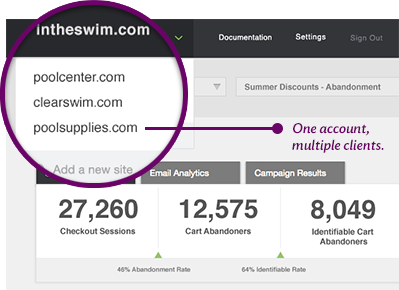 intheswim.com
Documentation
Settings
Sign Out
poolcenter.com
clearswim.com
poolsupplies.com
Add a new site
Summer Discounts - Abandonment
One account,
multiple clients.
Email Analytics
Campaign Results
27,260
Checkout Sessions
12,575
Cart Abandoners
8,049
Identifiable Cart
Abandoners
46% Abandonment Rate
64% Identifiable Rate